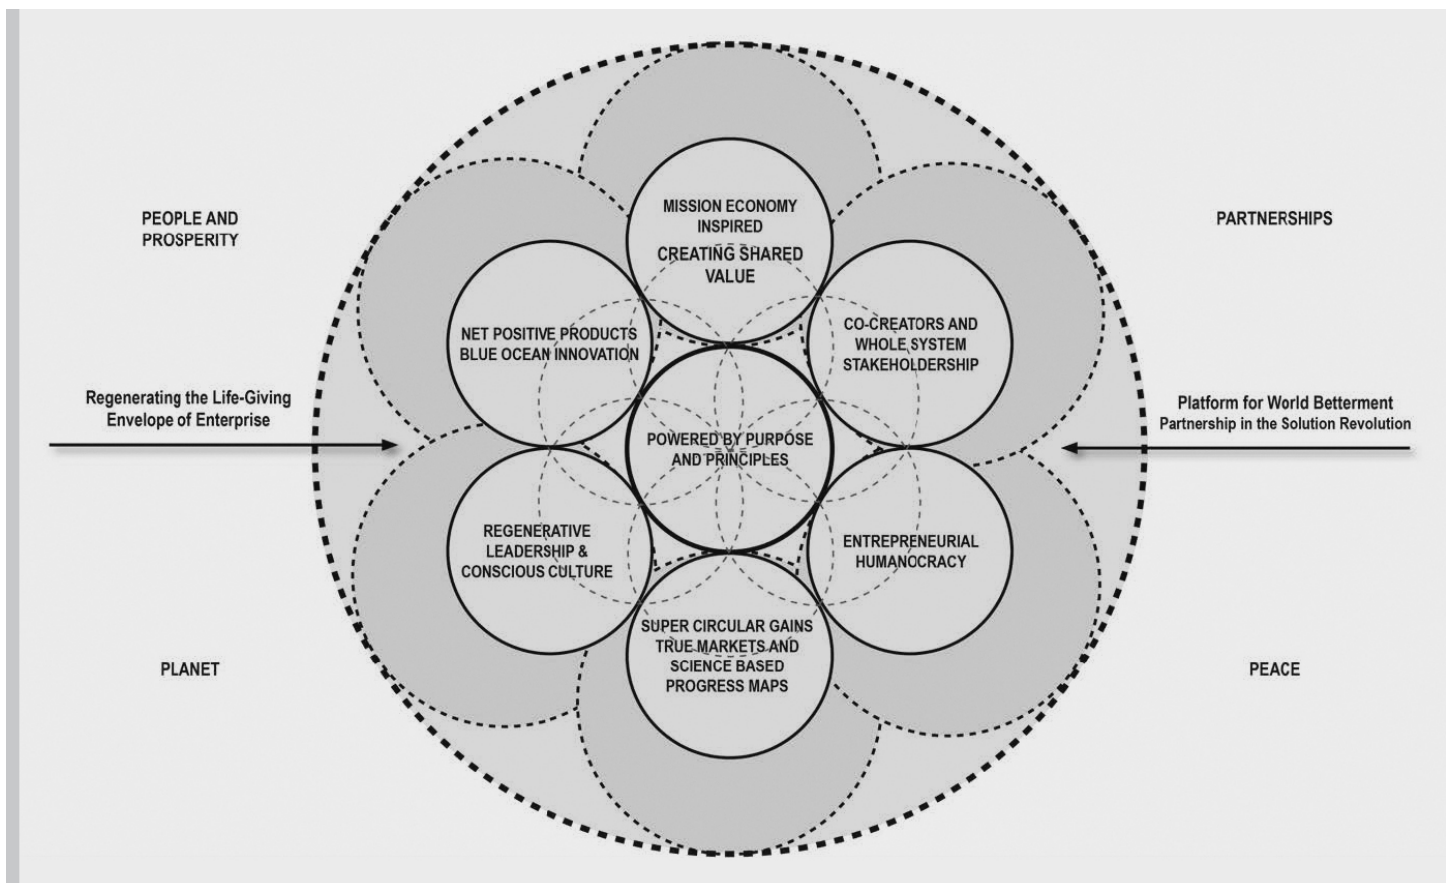 MISSION ECONOMY
INSPIRED
CREATING SHARED
VALUE
PEOPLE AND
PROSPERITY
PARTNERSHIPS
NET POSITIVE PRODUCTS
BLUE OCEAN INNOVATION
CO-CREATORS AND
WHOLE SYSTEM
STAKEHOLDERSHIP
Regenerating the Life-Giving
Envelope of Enterprise
POWERED BY PURPOSE
AND PRINCIPLES
Platform for World Betterment
Partnership in the Solution Revolution
REGENERATIVE
LEADERSHIP &
CONSCIOUS CULTURE
ENTREPRENEURIAL
HUMANOCRACY
SUPER CIRCULAR GAINS
TRUE MARKETS AND
SCIENCE BASED
PROGRESS MAPS
PLANET
PEACE